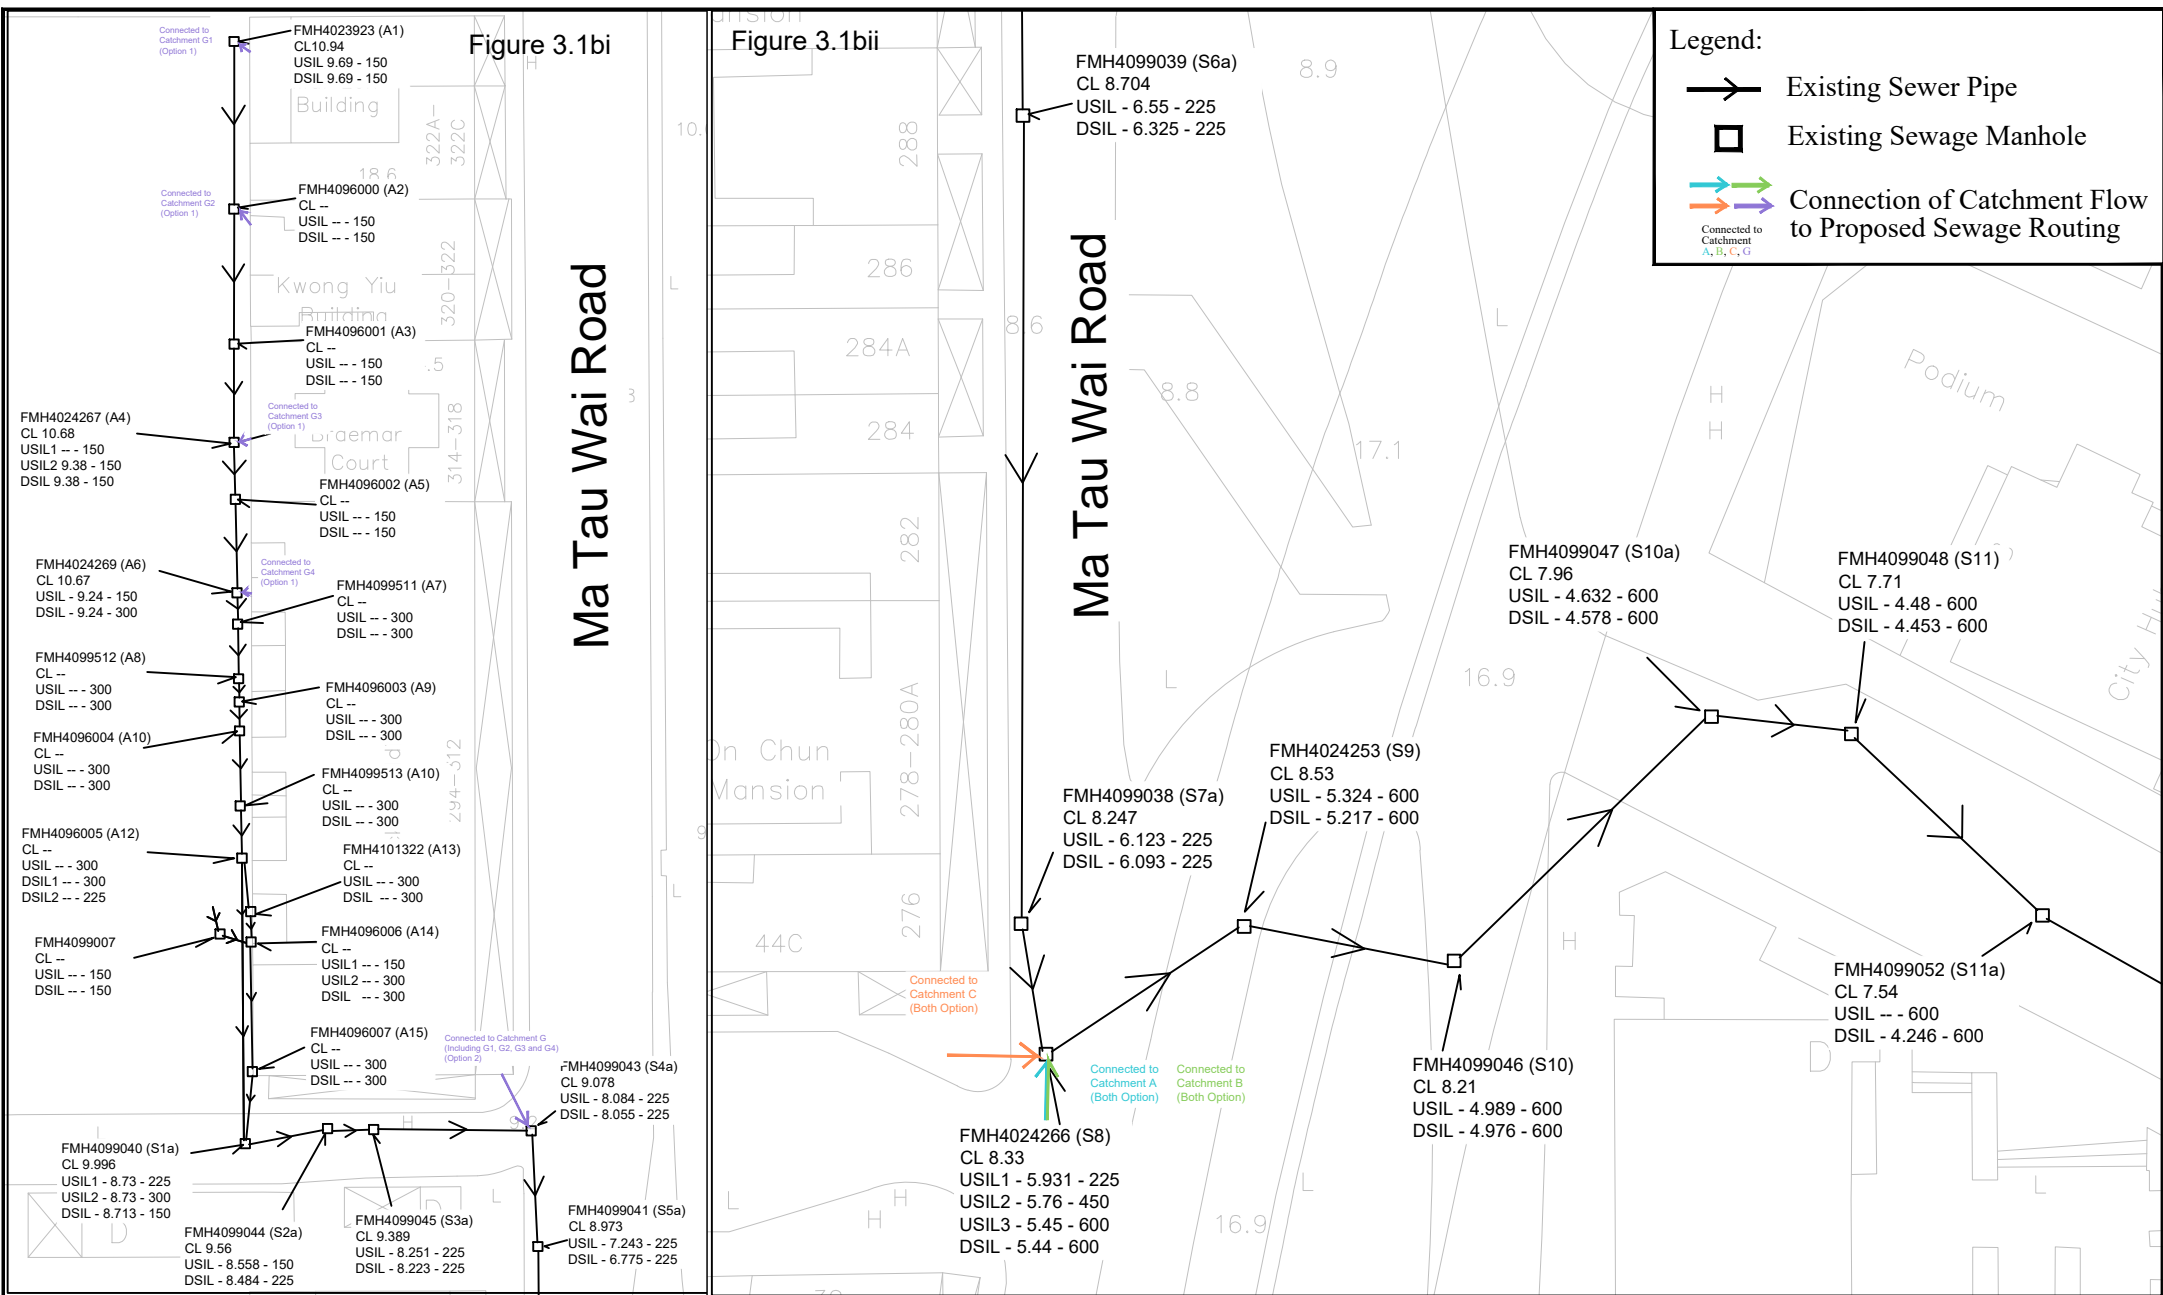 Figure 3.1bi
Connected to
Catchment G1
(Option 1)
FMH4023923 (A1)
CL10.94
USIL 9.69 - 150
DSIL 9.69 - 150
Building
322A-
322C
18.6
H
10.
Connected to
Catchment G2
(Option 1)
FMH4096000 (A2)
CL --
USIL -- - 150
DSIL -- - 150
320-322
Kwong Yiu
Building
L
FMH4096001 (A3)
CL --
USIL -- - 150
DSIL -- - 150
.5
Ma Tau Wai Road
3
FMH4024267 (A4)
CL 10.68
USIL1 -- - 150
USIL2 9.38 - 150
DSIL 9.38 - 150
Connected to
Catchment G3
(Option 1)
Braemar
Court
314-318
FMH4096002 (A5)
CL --
USIL -- - 150
DSIL -- - 150
FMH4024269 (A6)
CL 10.67
USIL - 9.24 - 150
DSIL - 9.24 - 300
Connected to
Catchment G4
(Option 1)
FMH4099511 (A7)
CL --
USIL -- - 300
DSIL -- - 300
FMH4099512 (A8)
CL --
USIL -- - 300
DSIL -- - 300
FMH4096003 (A9)
CL --
USIL -- - 300
DSIL -- - 300
FMH4096004 (A10)
CL --
USIL -- - 300
DSIL -- - 300
294-312
FMH4099513 (A10)
CL --
USIL -- - 300
DSIL -- - 300
9
FMH4096005 (A12)
CL --
USIL -- - 300
DSIL1 -- - 300
DSIL2 -- - 225
FMH4101322 (A13)
CL --
USIL -- - 300
DSIL -- - 300
L
FMH4099007
CL --
USIL -- - 150
DSIL -- - 150
FMH4096006 (A14)
CL --
USIL1 -- - 150
USIL2 -- - 300
DSIL -- - 300
FMH4096007 (A15)
CL --
USIL -- - 300
DSIL -- - 300
Connected to Catchment G
(Including G1, G2, G3 and G4)
(Option 2)
FMH4099043 (S4a)
CL 9.078
USIL - 8.084 - 225
DSIL - 8.055 - 225
H
FMH4099040 (S1a)
CL 9.996
USIL1 - 8.73 - 225
USIL2 - 8.73 - 300
DSIL - 8.713 - 150
D
FMH4099044 (S2a)
CL 9.56
USIL - 8.558 - 150
DSIL - 8.484 - 225
D
L
FMH4099045 (S3a)
CL 9.389
USIL - 8.251 - 225
DSIL - 8.223 - 225
FMH4099041 (S5a)
CL 8.973
USIL - 7.243 - 225
DSIL - 6.775 - 225
Figure 3.1bii
FMH4099039 (S6a)
CL 8.704
USIL - 6.55 - 225
DSIL - 6.325 - 225
8.9
288
286
8.6
284A
284
Ma Tau Wai Road
8.8
17.1
L
H
H
Podium
282
L
16.9
278-280A
On Chun
Mansion
FMH4099047 (S10a)
CL 7.96
USIL - 4.632 - 600
DSIL - 4.578 - 600
FMH4099048 (S11)
CL 7.71
USIL - 4.48 - 600
DSIL - 4.453 - 600
FMH4024253 (S9)
CL 8.53
USIL - 5.324 - 600
DSIL - 5.217 - 600
FMH4099038 (S7a)
CL 8.247
USIL - 6.123 - 225
DSIL - 6.093 - 225
276
44C
H
Connected to
Catchment C
(Both Option)
Connected to
Catchment A
(Both Option)
Connected to
Catchment B
(Both Option)
FMH4024266 (S8)
CL 8.33
USIL1 - 5.931 - 225
USIL2 - 5.76 - 450
USIL3 - 5.45 - 600
DSIL - 5.44 - 600
FMH4099046 (S10)
CL 8.21
USIL - 4.989 - 600
DSIL - 4.976 - 600
FMH4099052 (S11a)
CL 7.54
USIL -- - 600
DSIL - 4.246 - 600
D
L
H
H
L
16.9
L
Legend:
Existing Sewer Pipe
Existing Sewage Manhole
Connection of Catchment Flow
to Proposed Sewage Routing
Connected to
Catchment
A, B, C, G